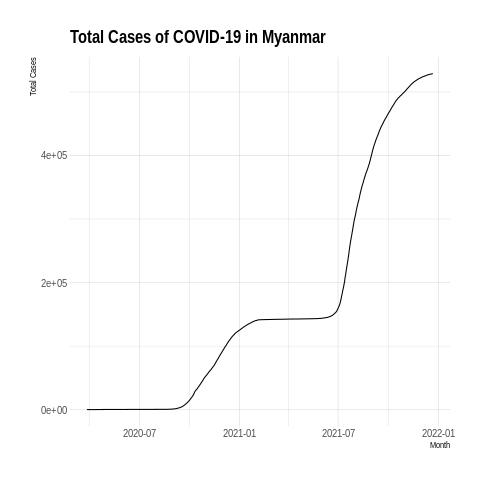 Total Cases of COVID-19 in Myanmar
Total Cases
4e+05
2e+05
0e+00
2020-07 2021-01 2021-07 2022-01
Month